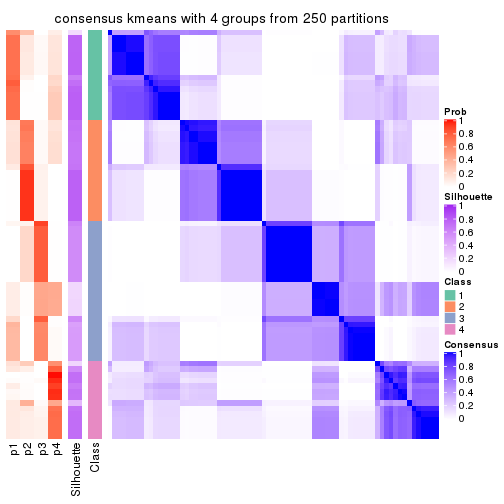 consensus kmeans with 4 groups from 250 partitions
Prob
1
0.8
0.6
0.4
0.2
0
Silhouette
1
0.8
0.6
0.4
0.2
0
Class
1
2
3
4
Consensus
1
0.8
0.6
0.4
0.2
0
p1
p2
p3
p4
Silhouette
Class